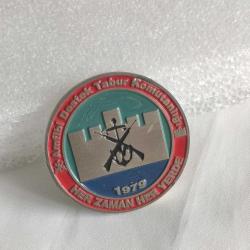 Amfibi Destek Tabur Komutanlığı
1979
HER ZAMAN HER YERDE